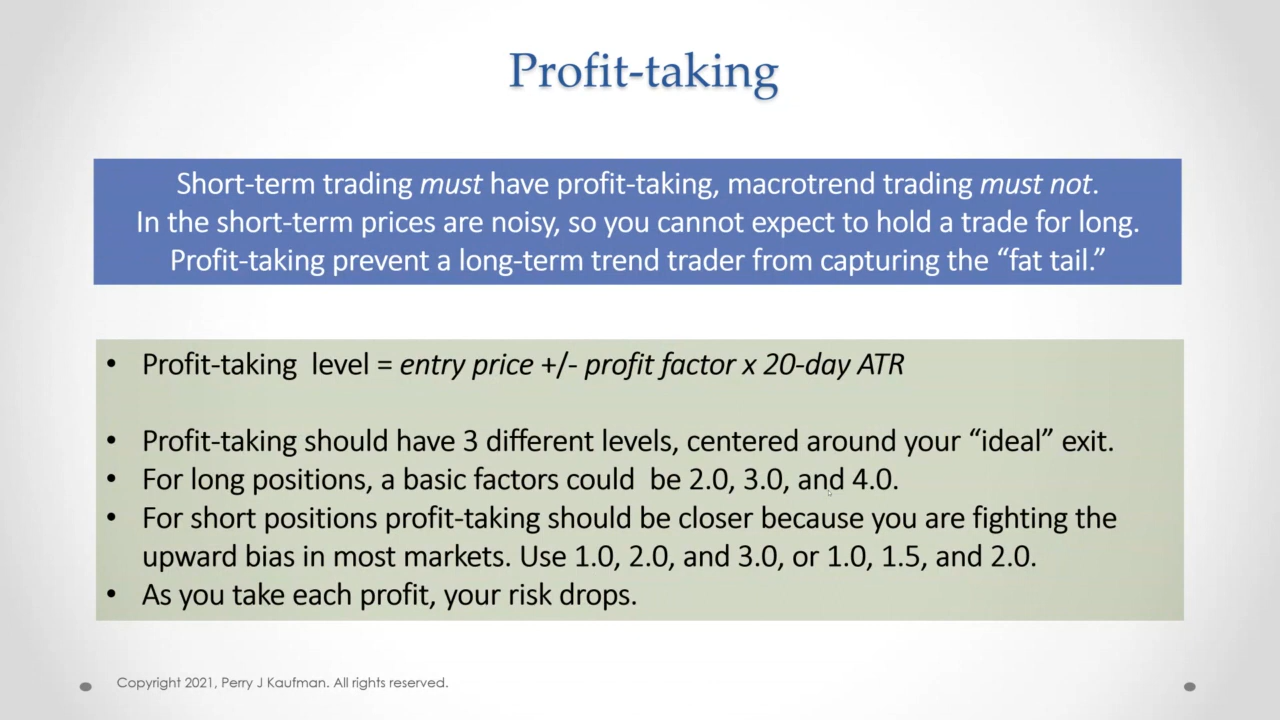 Profit-taking
Short-term trading must have profit-taking, macrotrend trading must not.
In the short-term prices are noisy, so you cannot expect to hold a trade for long.
Profit-taking prevent a long-term trend trader from capturing the “fat tail.”
• Profit-taking level = entry price +/- profit factor x 20-day ATR
• Profit-taking should have 3 different levels, centered around your “ideal” exit.
• For long positions, a basic factors could be 2.0, 3.0, and 4.0.
• For short positions profit-taking should be closer because you are fighting the
upward bias in most markets. Use 1.0, 2.0, and 3.0, or 1.0, 1.5, and 2.0.
• As you take each profit, your risk drops.
Copyright 2021, Perry J Kaufman. All rights reserved.